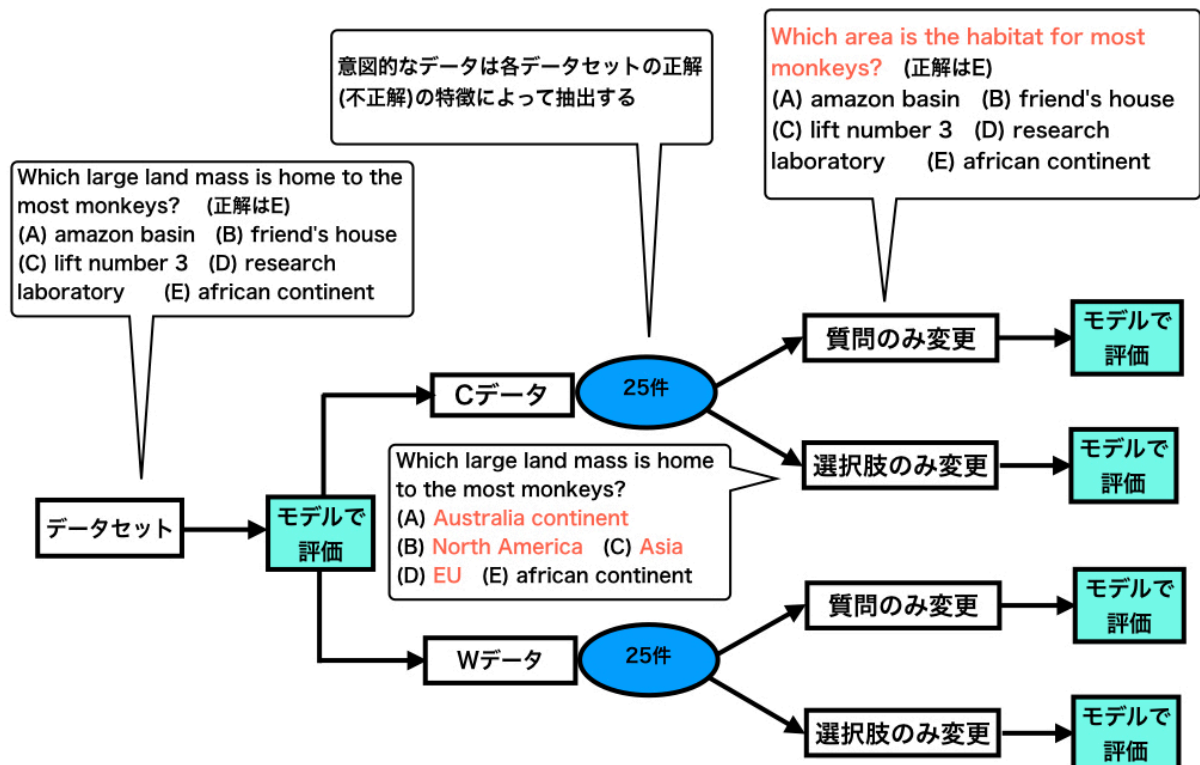 意図的なデータは各データセットの正解
(不正解)の特徴によって抽出する
Which area is the habitat for most
monkeys? (正解はE)
(A) amazon basin (B) friend's house
(C) lift number 3 (D) research
laboratory (E) african continent
Which large land mass is home to the
most monkeys? (正解はE)
(A) amazon basin (B) friend's house
(C) lift number 3 (D) research
laboratory (E) african continent
データセット
モデルで
評価
Cデータ
25件
質問のみ変更
モデルで
評価
選択肢のみ変更
モデルで
評価
Which large land mass is home
to the most monkeys?
(A) Australia continent
(B) North America (C) Asia
(D) EU (E) african continent
Wデータ
25件
質問のみ変更
モデルで
評価
選択肢のみ変更
モデルで
評価